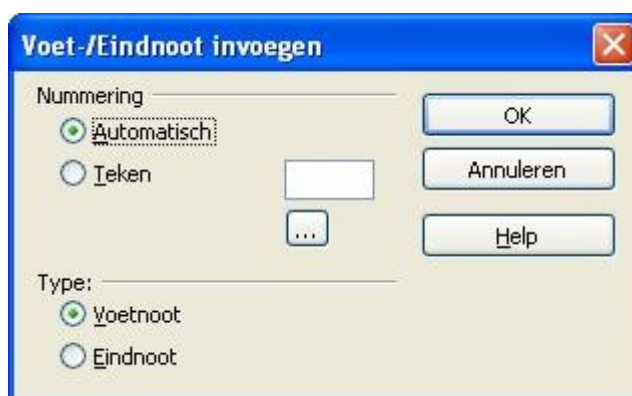 Voet-/Eindnoot invoegen
Nummering
Automatisch
Teken
...
Type:
Voetnoot
Eindnoot
OK
Annuleren
Help